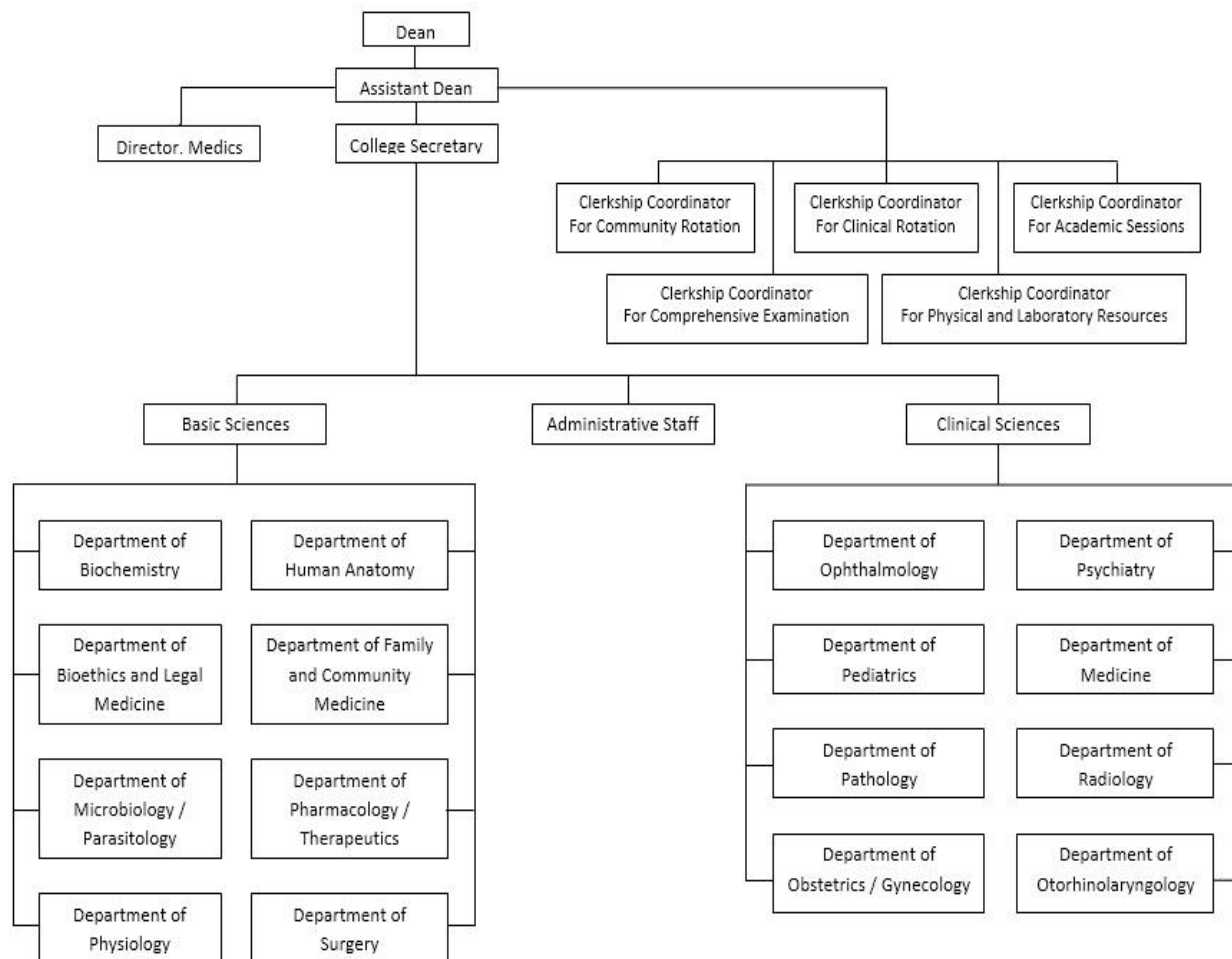 Dean
Assistant Dean
Director. Medics
College Secretary
Clerkship Coordinator
For Community Rotation
Clerkship Coordinator
For Clinical Rotation
Clerkship Coordinator
For Academic Sessions
Clerkship Coordinator
For Comprehensive Examination
Clerkship Coordinator
For Physical and Laboratory Resources
Basic Sciences
Administrative Staff
Clinical Sciences
Department of
Biochemistry
Department of
Human Anatomy
Department of
Ophthalmology
Department of
Psychiatry
Department of
Bioethics and Legal
Medicine
Department of Family
and Community
Medicine
Department of
Pediatrics
Department of
Medicine
Department of
Microbiology /
Parasitology
Department of
Pharmacology /
Therapeutics
Department of
Pathology
Department of
Radiology
Department of
Physiology
Department of
Surgery
Department of
Obstetrics / Gynecology
Department of
Otorhinolaryngology